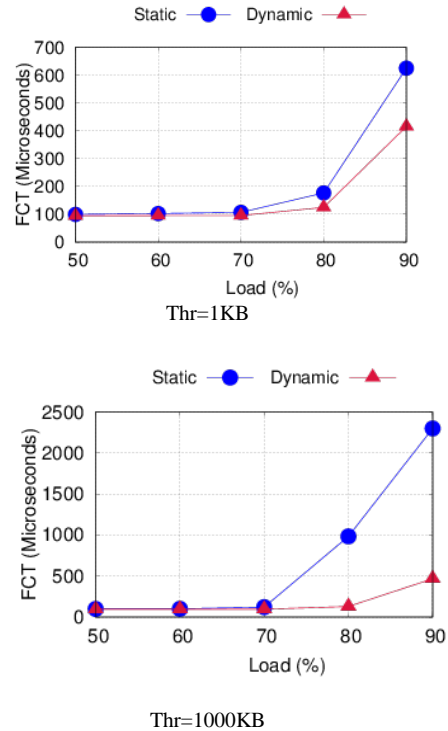 Static Dynamic
700
600
500
400
300
200
100
0
FCT (Microseconds)
50 60 70 80 90
Load (%)
Thr=1KB
Static Dynamic
2500
2000
1500
1000
500
0
FCT (Microseconds)
50 60 70 80 90
Load (%)
Thr=1000KB